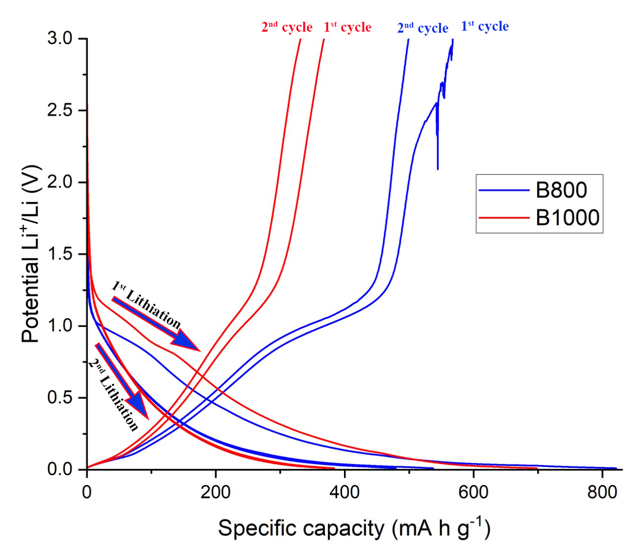 2nd cycle 1st cycle 2nd cycle 1st cycle
3.0
2.5
2.0
1.5
1.0
0.5
0.0
Potential Li+/Li (V)
B800
B1000
1st Lithiation
2nd Lithiation
0 200 400 600 800
Specific capacity (mA h g-1)